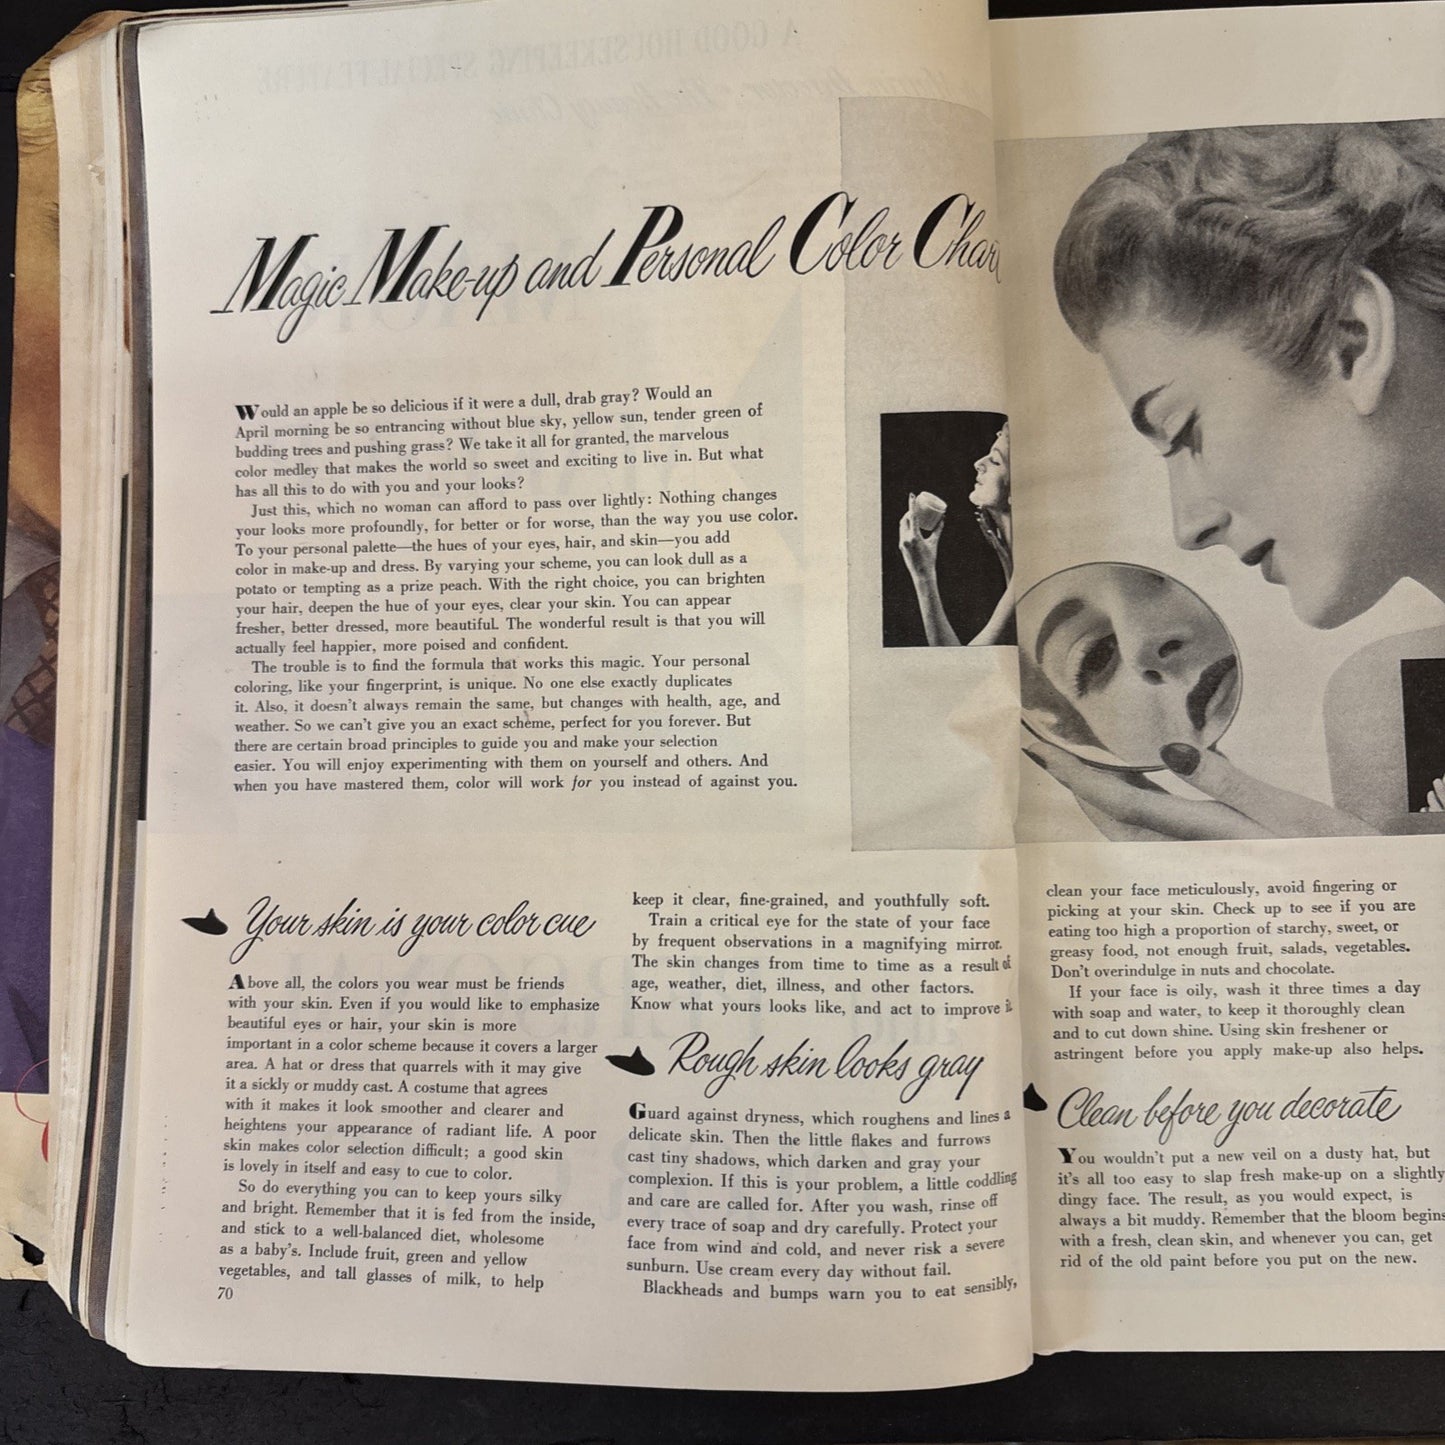 Magic Make-up and Personal Color Char
Would an apple be so delicious if it were a dull, drab gray? Would an
April morning be so entrancing without blue sky, yellow sun, tender green of
budding trees and pushing grass? We take it all for granted, the marvelous
color medley that makes the world so sweet and exciting to live in. But what
has all this to do with you and your looks?
Just this, which no woman can afford to pass over lightly: Nothing changes
your looks more profoundly, for better or for worse, than the way you use color.
To your personal palette—the hues of your eyes, hair, and skin—you add
color in make-up and dress. By varying your scheme, you can look dull as a
potato or tempting as a prize peach. With the right choice, you can brighten
your hair, deepen the hue of your eyes, clear your skin. You can appear
fresher, better dressed, more beautiful. The wonderful result is that you will
actually feel happier, more poised and confident.
The trouble is to find the formula that works this magic. Your personal
coloring, like your fingerprint, is unique. No one else exactly duplicates
it. Also, it doesn't always remain the same, but changes with health, age, and
weather. So we can't give you an exact scheme, perfect for you forever. But
there are certain broad principles to guide you and make your selection
easier. You will enjoy experimenting with them on yourself and others. And
when you have mastered them, color will work for you instead of against you.
Your skin is your color cue
Above all, the colors you wear must be friends
with your skin. Even if you would like to emphasize
beautiful eyes or hair, your skin is more
important in a color scheme because it covers a larger
area. A hat or dress that quarrels with it may give
it a sickly or muddy cast. A costume that agrees
with it makes it look smoother and clearer and
heightens your appearance of radiant life. A poor
skin makes color selection difficult; a good skin
is lovely in itself and easy to cue to color.
So do everything you can to keep yours silky
and bright. Remember that it is fed from the inside,
and stick to a well-balanced diet, wholesome
as a baby's. Include fruit, green and yellow
vegetables, and tall glasses of milk, to help
70
keep it clear, fine-grained, and youthfully soft.
Train a critical eye for the state of your face
by frequent observations in a magnifying mirror.
The skin changes from time to time as a result of
age, weather, diet, illness, and other factors.
Know what yours looks like, and act to improve it.
Rough skin looks gray
Guard against dryness, which roughens and lines a
delicate skin. Then the little flakes and furrows
cast tiny shadows, which darken and gray your
complexion. If this is your problem, a little coddling
and care are called for. After you wash, rinse off
every trace of soap and dry carefully. Protect your
face from wind and cold, and never risk a severe
sunburn. Use cream every day without fail.
Blackheads and bumps warn you to eat sensibly,
clean your face meticulously, avoid fingering or
picking at your skin. Check up to see if you are
eating too high a proportion of starchy, sweet, or
greasy food, not enough fruit, salads, vegetables.
Don't overindulge in nuts and chocolate.
If your face is oily, wash it three times a day
with soap and water, to keep it thoroughly clean
and to cut down shine. Using skin freshener or
astringent before you apply make-up also helps.
Clean before you decorate
You wouldn't put a new veil on a dusty hat, but
it's all too easy to slap fresh make-up on a slightly
dingy face. The result, as you would expect, is
always a bit muddy. Remember that the bloom begins
with a fresh, clean skin, and whenever you can, get
rid of the old paint before you put on the new.